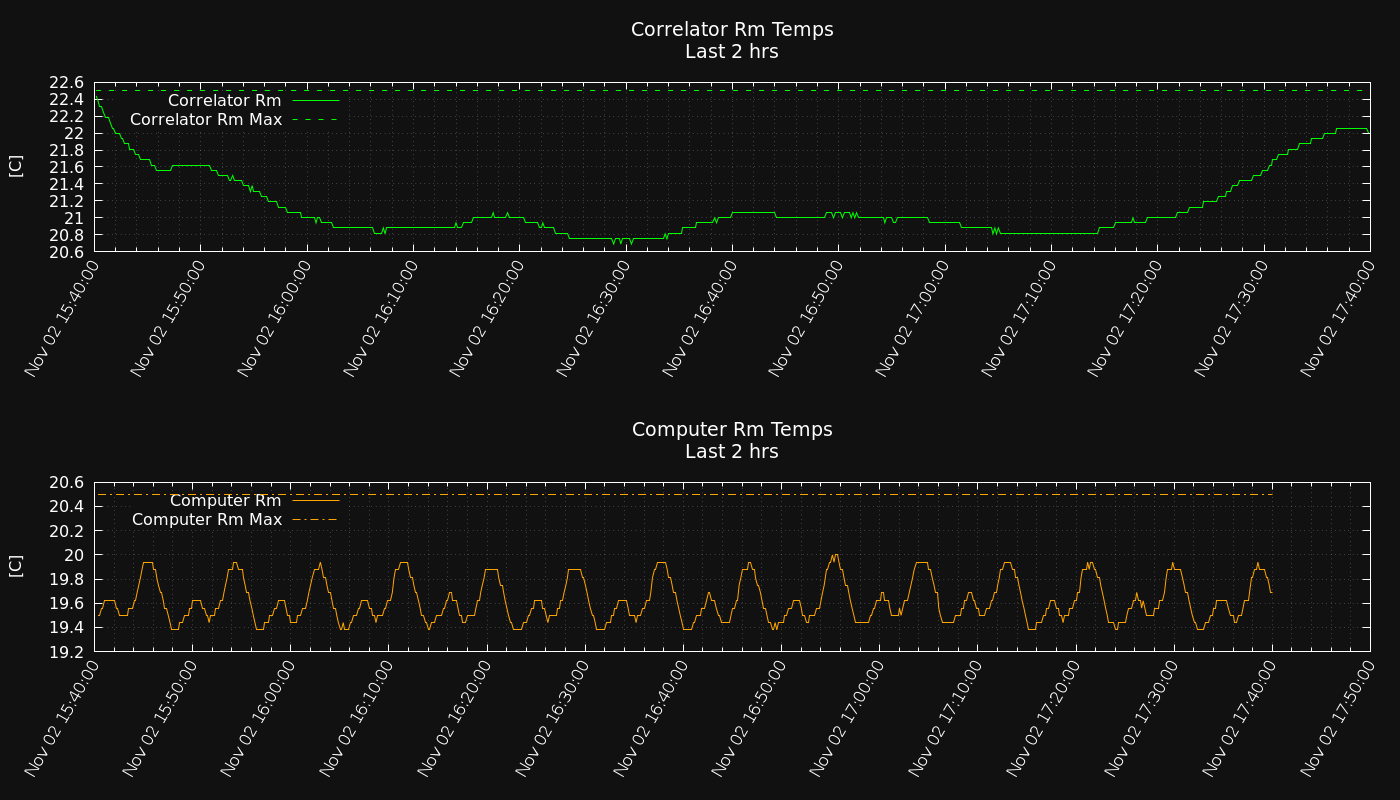 Correlator Rm Temps
Last 2 hrs
22.6
22.4
22.2
22
21.8
21.6
21.4
21.2
21
20.8
20.6
[C]
Correlator Rm
Correlator Rm Max
Nov 02 15:40:00
Nov 02 15:50:00
Nov 02 16:00:00
Nov 02 16:10:00
Nov 02 16:20:00
Nov 02 16:30:00
Nov 02 16:40:00
Nov 02 16:50:00
Nov 02 17:00:00
Nov 02 17:10:00
Nov 02 17:20:00
Nov 02 17:30:00
Nov 02 17:40:00
Computer Rm Temps
Last 2 hrs
20.6
20.4
20.2
20
19.8
19.6
19.4
19.2
[C]
Computer Rm
Computer Rm Max
Nov 02 15:40:00
Nov 02 15:50:00
Nov 02 16:00:00
Nov 02 16:10:00
Nov 02 16:20:00
Nov 02 16:30:00
Nov 02 16:40:00
Nov 02 16:50:00
Nov 02 17:00:00
Nov 02 17:10:00
Nov 02 17:20:00
Nov 02 17:30:00
Nov 02 17:40:00
Nov 02 17:50:00